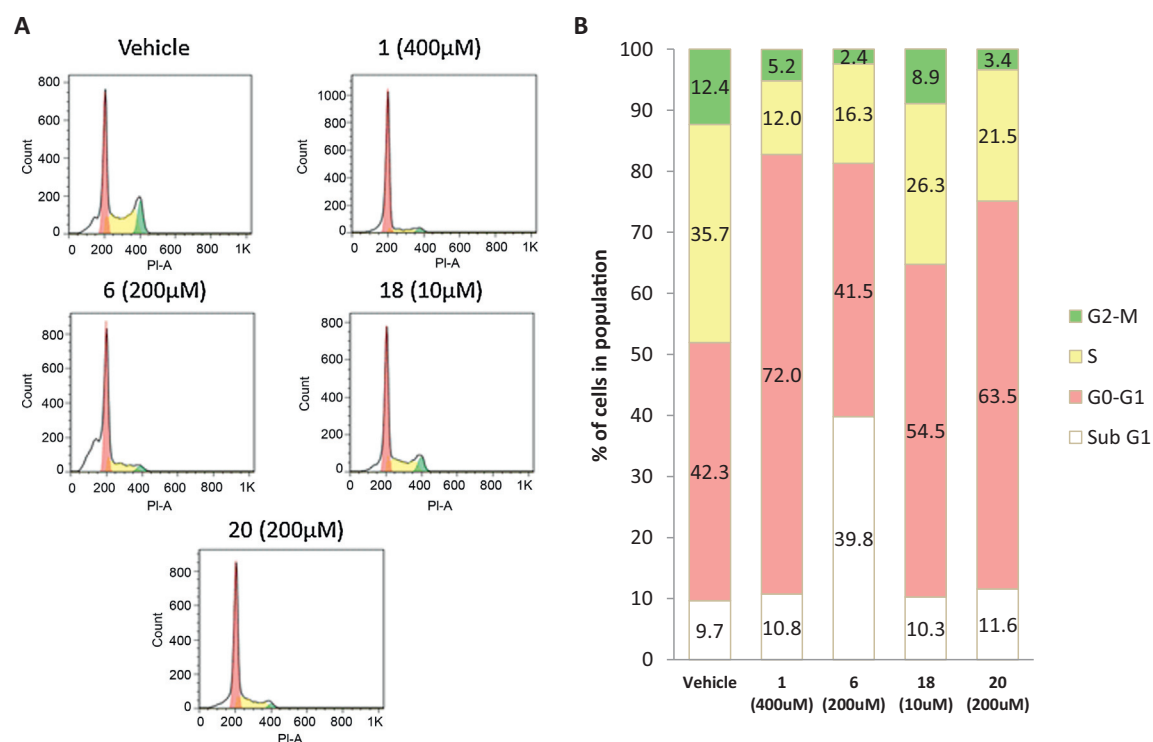 A
Vehicle
800
600
400
200
0
Count
0 200 400 600 800 1K
PI-A
1 (400µM)
1000
800
600
400
200
0
Count
0 200 400 600 800 1K
PI-A
6 (200µM)
800
600
400
200
0
Count
0 200 400 600 800 1K
PI-A
18 (10µM)
800
600
400
200
0
Count
0 200 400 600 800 1K
PI-A
20 (200µM)
800
600
400
200
0
Count
0 200 400 600 800 1K
PI-A
B
% of cells in population
100
90
80
70
60
50
40
30
20
10
0
12.4 5.2 2.4 8.9 3.4
35.7 12.0 16.3 26.3 21.5
42.3 72.0 41.5 54.5 63.5
9.7 10.8 39.8 10.3 11.6
Vehicle 1 6 18 20
(400uM) (200uM) (10uM) (200uM)
G2-M
S
G0-G1
Sub G1